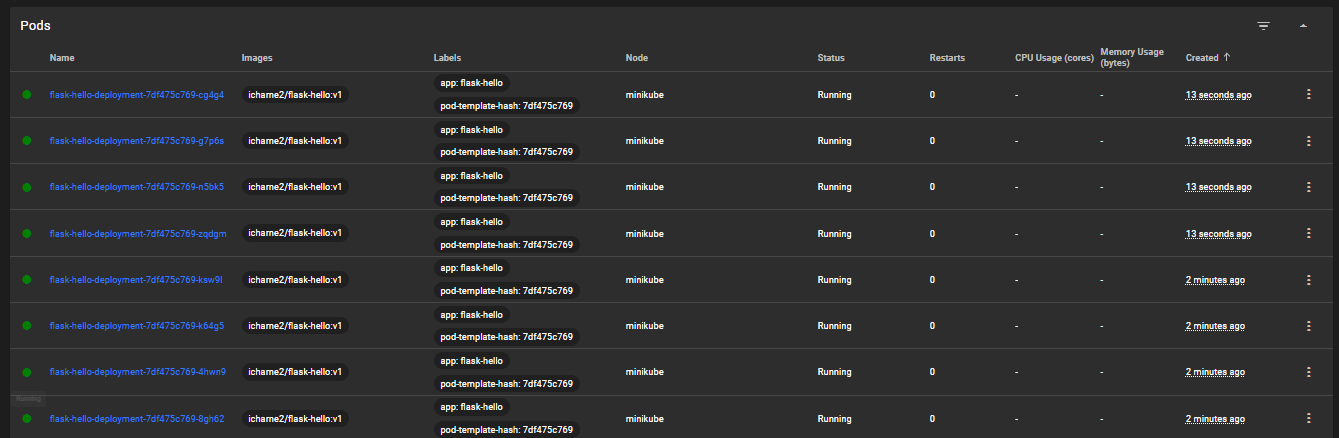 Pods
Name Images Labels Node Status Restarts CPU Usage (cores) Memory Usage (bytes) Created
flask-hello-deployment-7df475c769-cg4g4 icharne2/flask-hello:v1 app: flask-hello pod-template-hash: 7df475c769 minikube Running 0 - - 13 seconds ago
flask-hello-deployment-7df475c769-g7p6s icharne2/flask-hello:v1 app: flask-hello pod-template-hash: 7df475c769 minikube Running 0 - - 13 seconds ago
flask-hello-deployment-7df475c769-n5bk5 icharne2/flask-hello:v1 app: flask-hello pod-template-hash: 7df475c769 minikube Running 0 - - 13 seconds ago
flask-hello-deployment-7df475c769-zqdgm icharne2/flask-hello:v1 app: flask-hello pod-template-hash: 7df475c769 minikube Running 0 - - 13 seconds ago
flask-hello-deployment-7df475c769-ksw9l icharne2/flask-hello:v1 app: flask-hello pod-template-hash: 7df475c769 minikube Running 0 - - 2 minutes ago
flask-hello-deployment-7df475c769-k64g5 icharne2/flask-hello:v1 app: flask-hello pod-template-hash: 7df475c769 minikube Running 0 - - 2 minutes ago
flask-hello-deployment-7df475c769-4hwn9 icharne2/flask-hello:v1 app: flask-hello pod-template-hash: 7df475c769 minikube Running 0 - - 2 minutes ago
Running
flask-hello-deployment-7df475c769-8gh62 icharne2/flask-hello:v1 app: flask-hello pod-template-hash: 7df475c769 minikube Running 0 - - 2 minutes ago